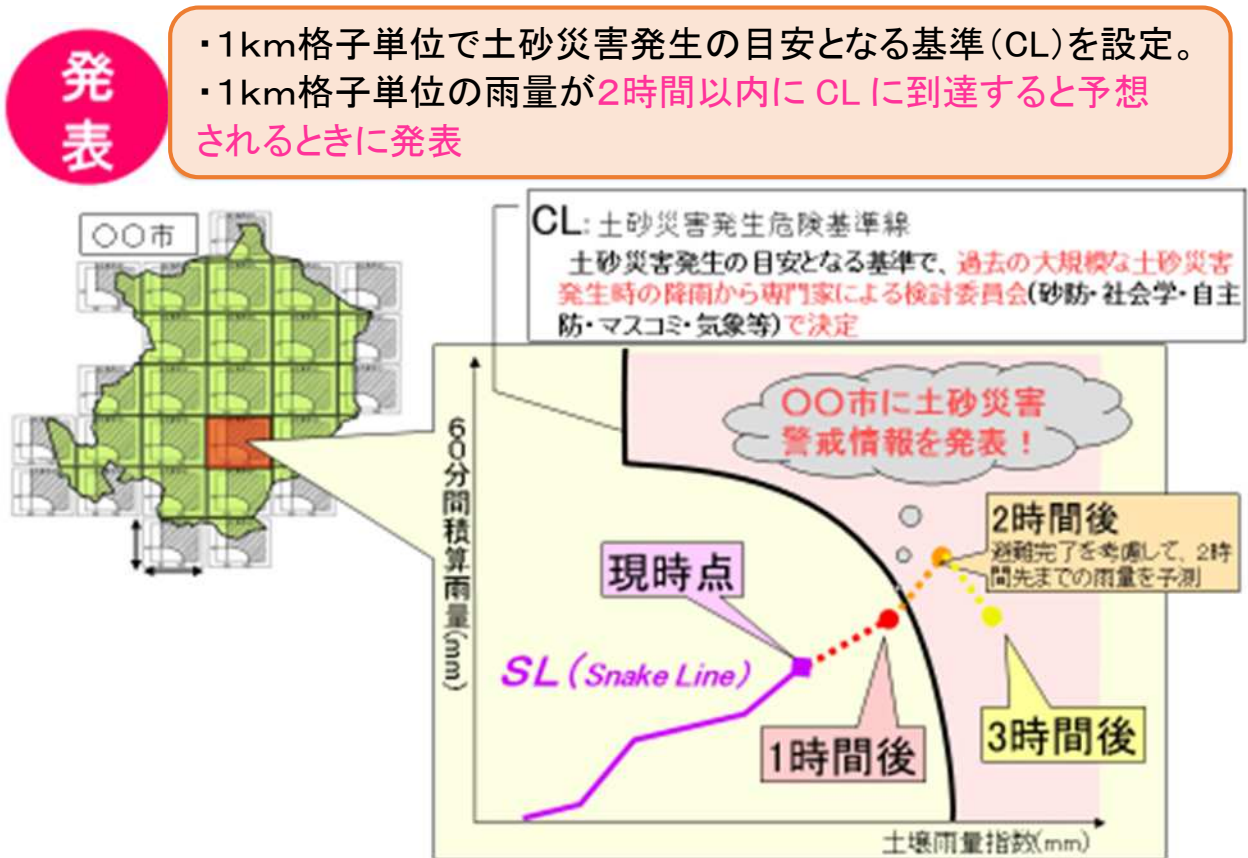 発
表
・1km格子単位で土砂災害発生の目安となる基準(CL)を設定。
・1km格子単位の雨量が2時間以内に CL に到達すると予想
されるときに発表
〇〇市
CL:土砂災害発生危険基準線
土砂災害発生の目安となる基準で、過去の大規模な土砂災害
発生時の降雨から専門家による検討委員会(砂防・社会学・自主
防・マスコミ・気象等)で決定
〇〇市に土砂災害
警戒情報を発表！
60分間積算雨量(mm)
2時間後
避難完了を考慮して、2時
間先までの雨量を予測
現時点
SL(Snake Line)
1時間後
3時間後
土壌雨量指数(mm)